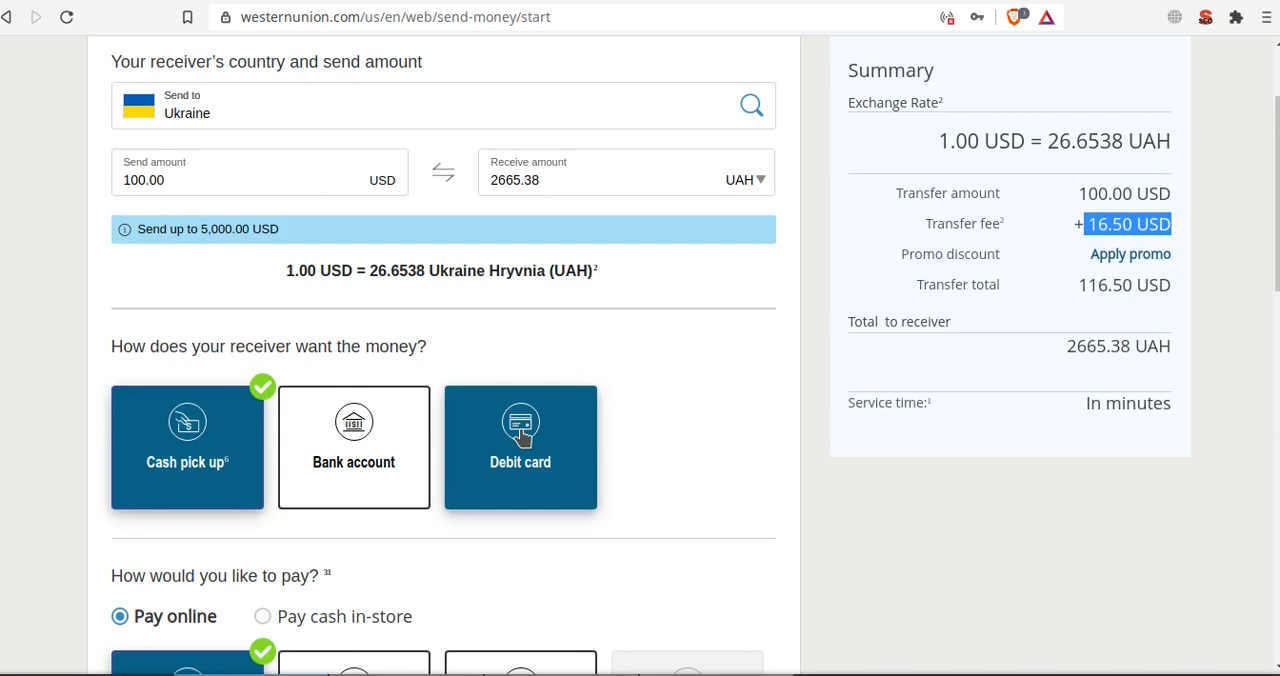 westernunion.com/us/en/web/send-money/start
Your receiver's country and send amount
Send to
Ukraine
Send amount
100.00 USD
Receive amount
2665.38 UAH
Send up to 5,000.00 USD
1.00 USD = 26.6538 Ukraine Hryvnia (UAH)²
How does your receiver want the money?
Cash pick up⁶
Bank account
Debit card
How would you like to pay? ³¹
Pay online
Pay cash in-store
Summary
Exchange Rate²
1.00 USD = 26.6538 UAH
Transfer amount 100.00 USD
Transfer fee² + 16.50 USD
Promo discount Apply promo
Transfer total 116.50 USD
Total to receiver
2665.38 UAH
Service time:¹ In minutes